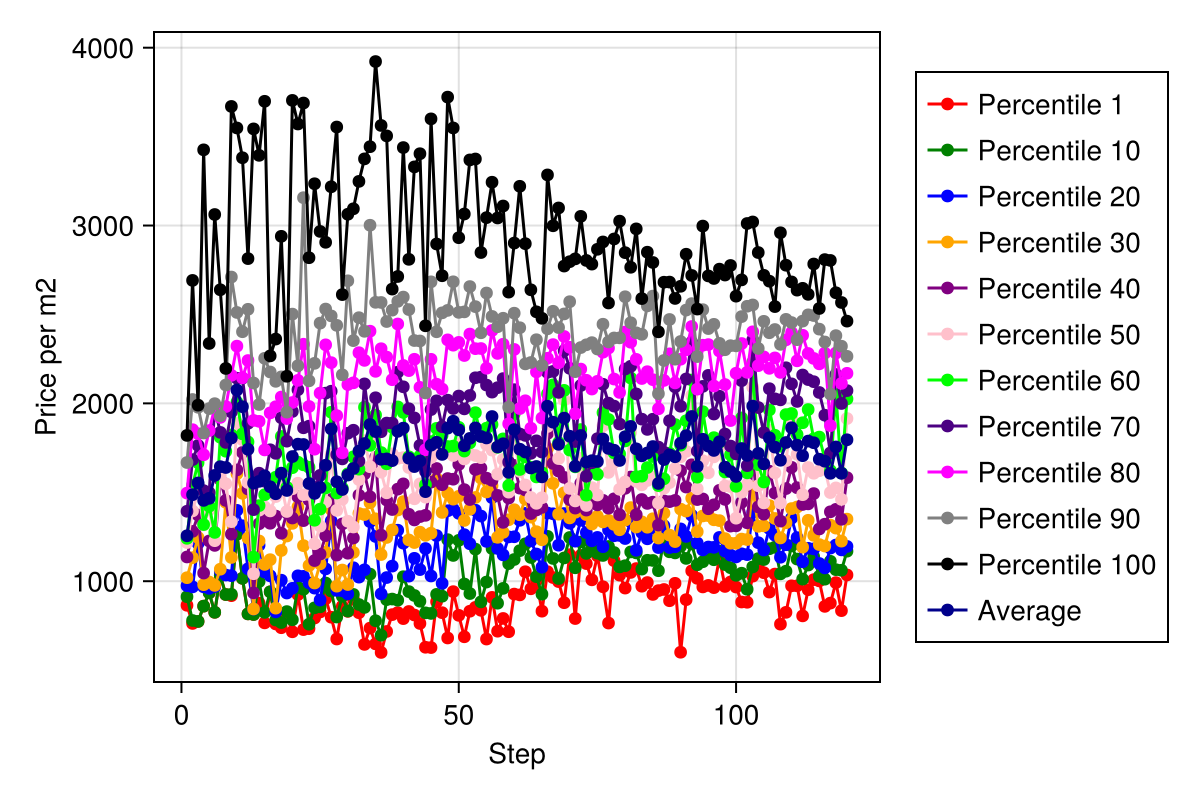 4000
3000
2000
1000
Price per m2
0
50
100
Step
Percentile 1
Percentile 10
Percentile 20
Percentile 30
Percentile 40
Percentile 50
Percentile 60
Percentile 70
Percentile 80
Percentile 90
Percentile 100
Average